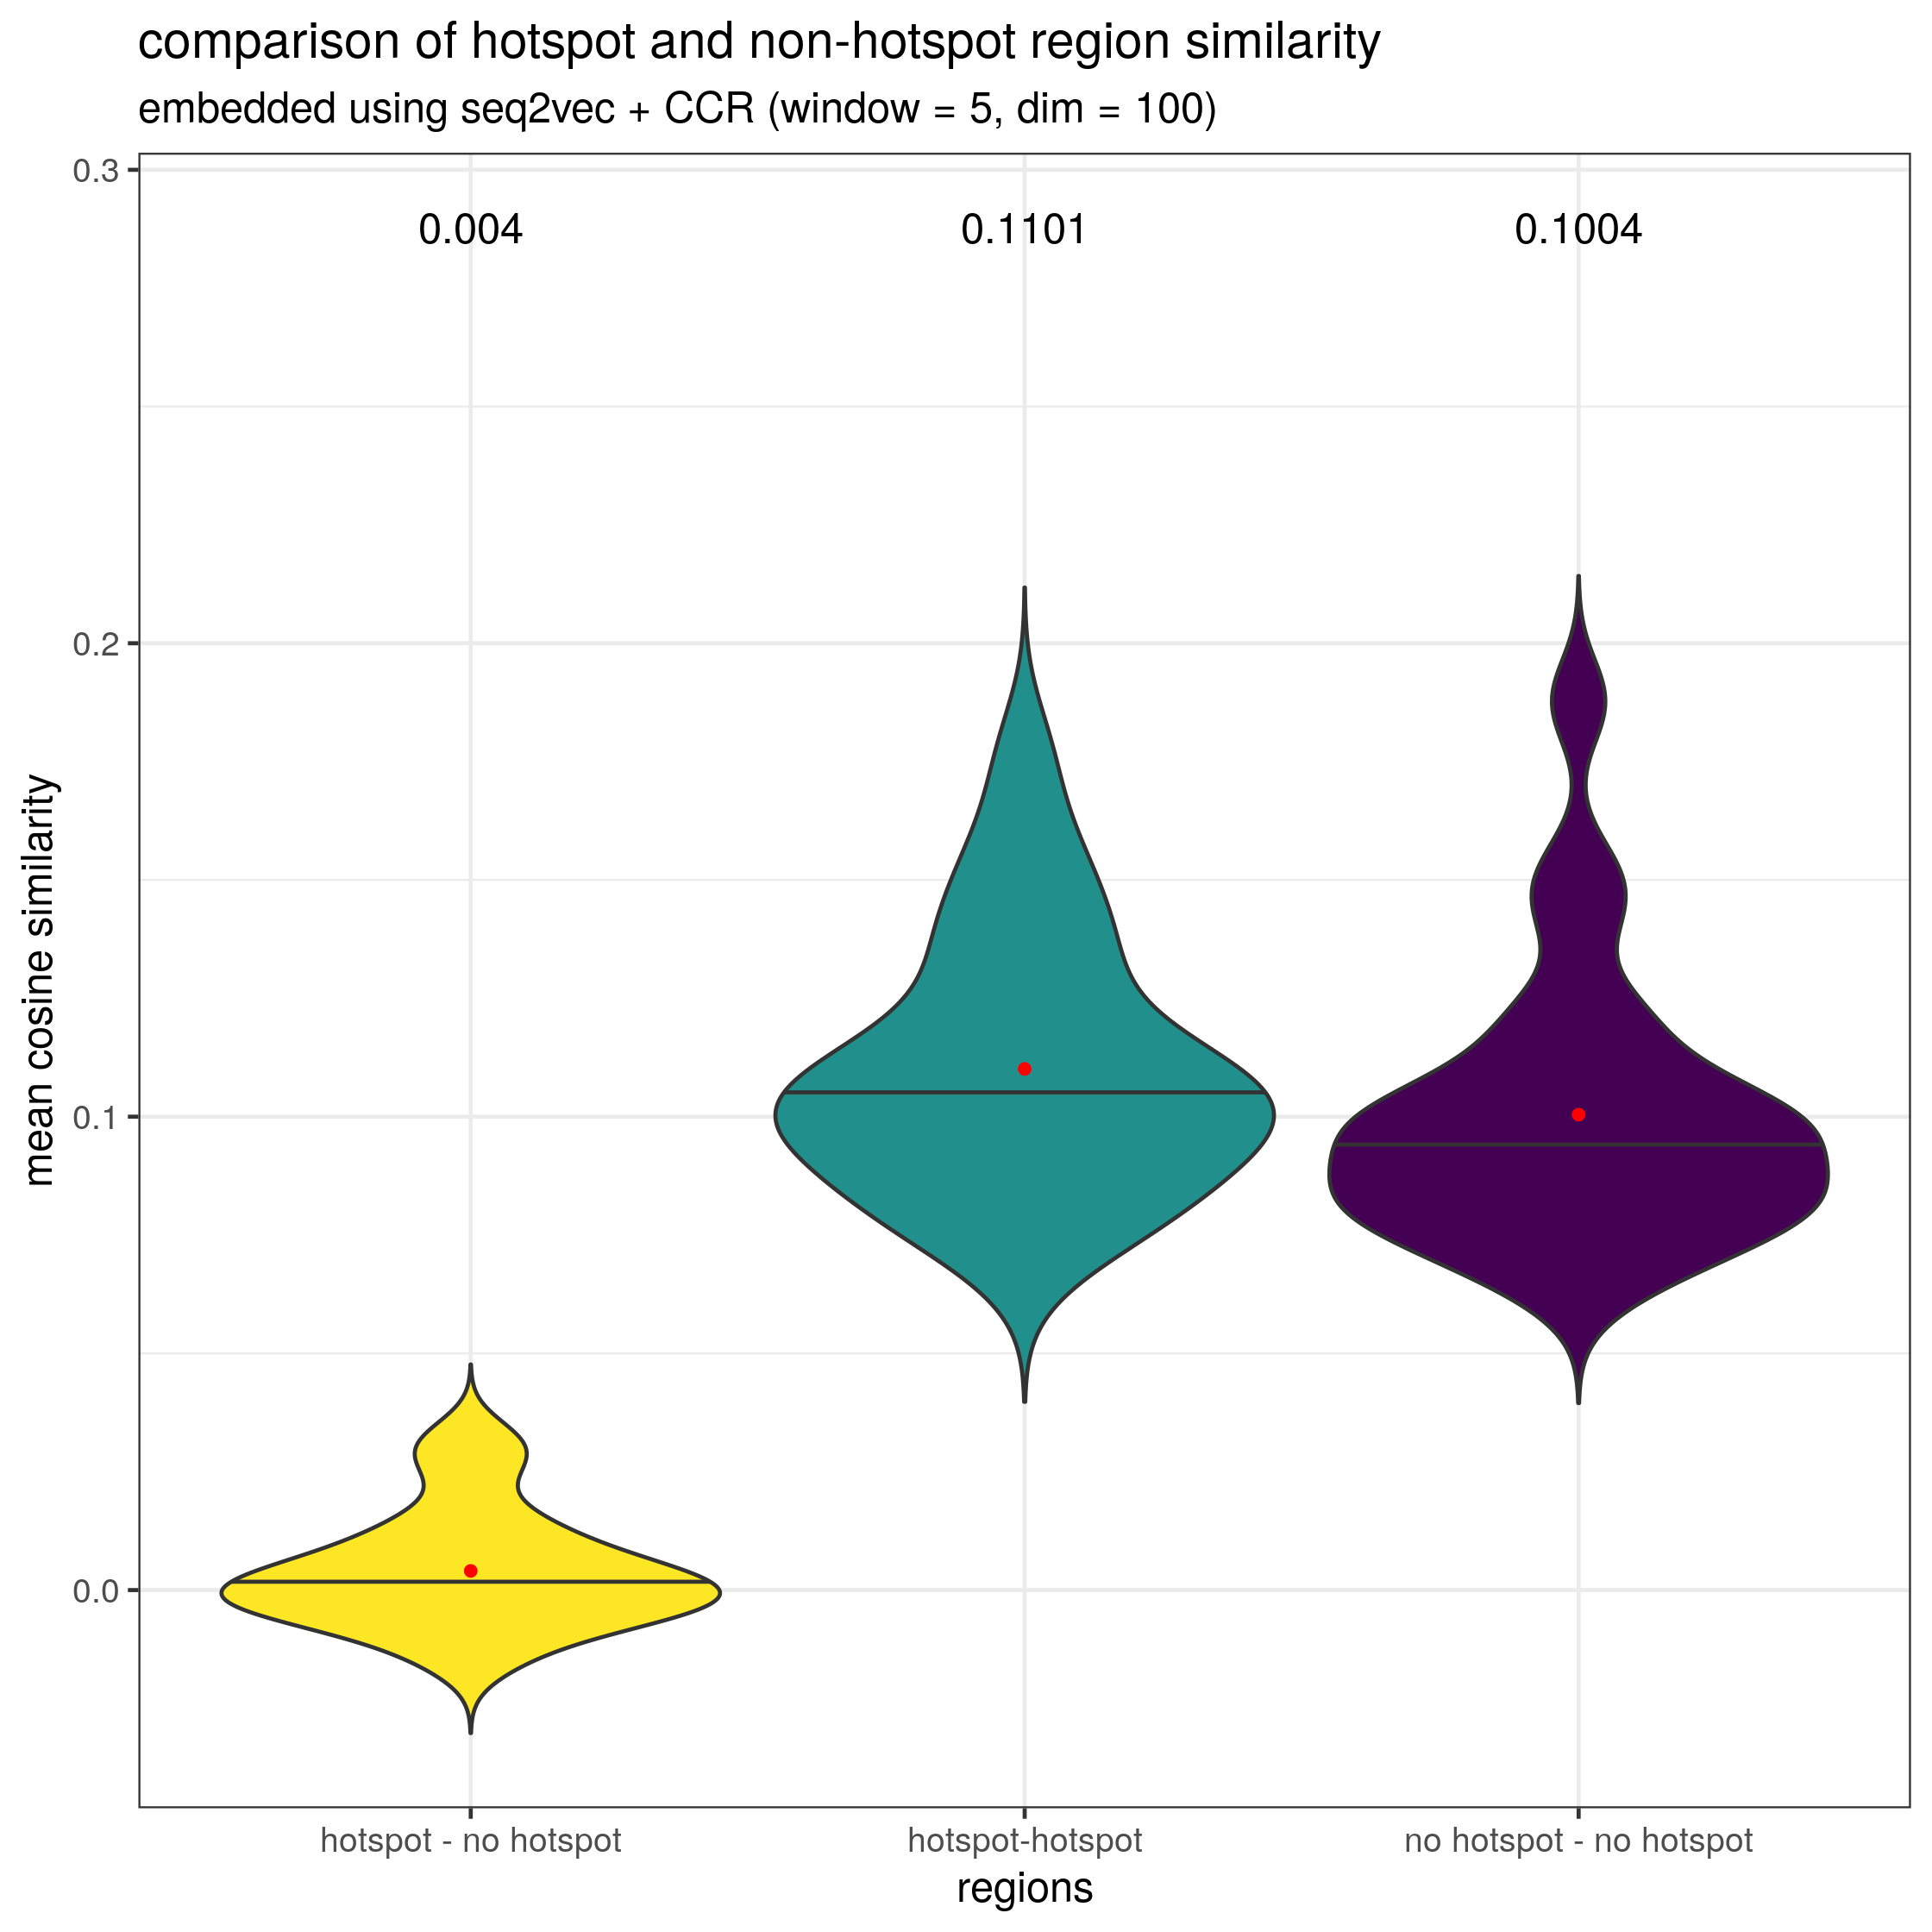 comparison of hotspot and non-hotspot region similarity
embedded using seq2vec + CCR (window = 5, dim = 100)
0.3
0.004 0.1101 0.1004
0.2
mean cosine similarity
0.1
0.0
hotspot - no hotspot hotspot-hotspot no hotspot - no hotspot
regions